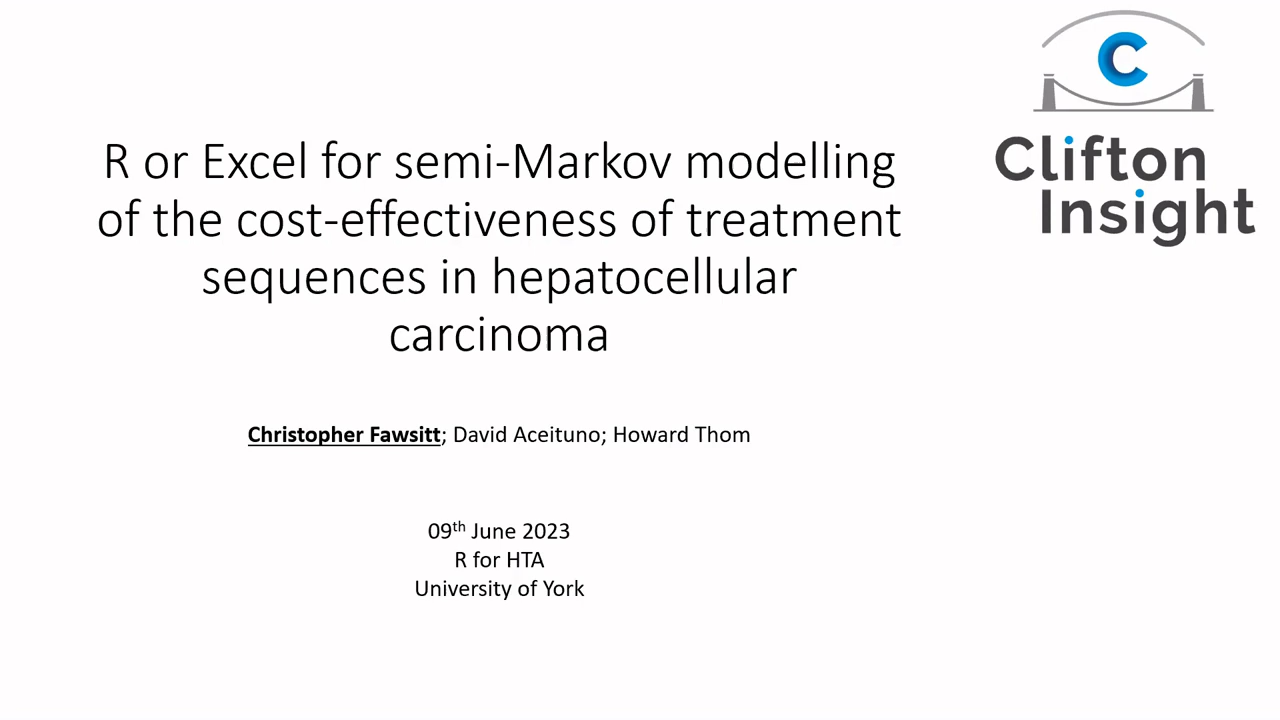 C
Clifton
Insight
R or Excel for semi-Markov modelling
of the cost-effectiveness of treatment
sequences in hepatocellular
carcinoma
Christopher Fawsitt; David Aceituno; Howard Thom
09th June 2023
R for HTA
University of York